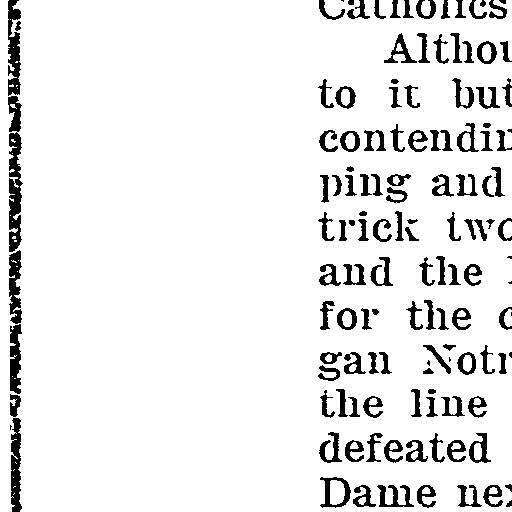 Catholics
Althou
to it but
contendin
ping and
trick two
and the
for the c
gan Notr
the line
defeated
Dame nex